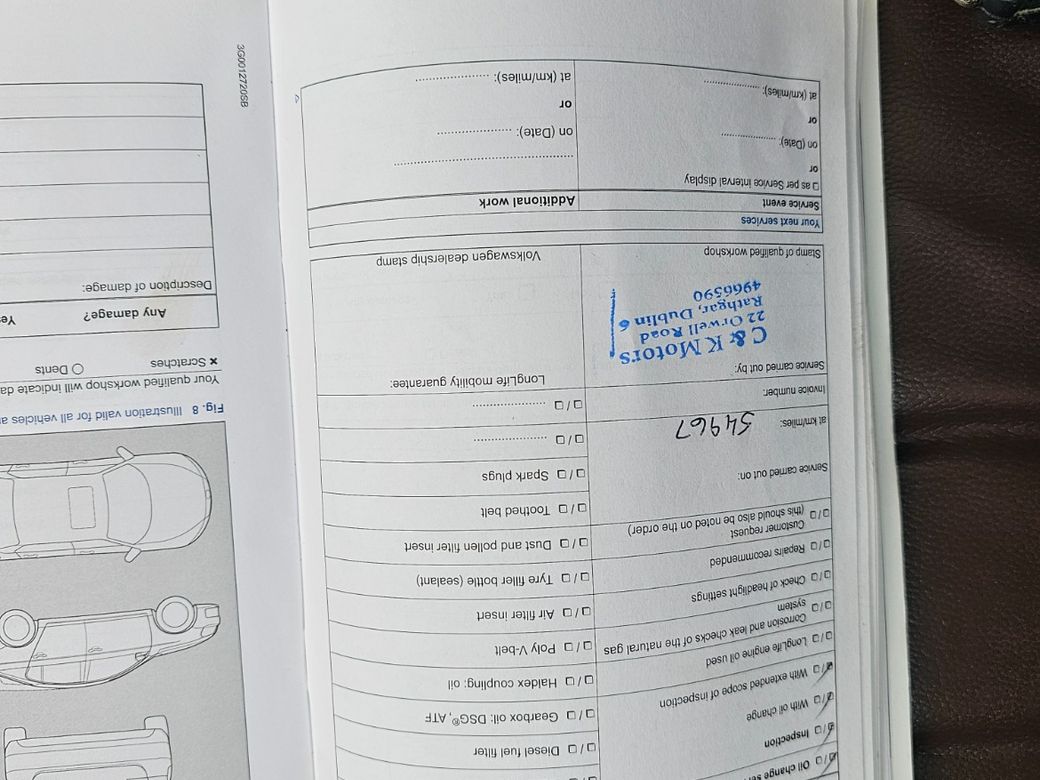 Oil change
Inspection
With oil change
With extended scope of inspection
LongLife engine oil used
Corrosion and leak checks of the natural gas
system
Check of headlight settings
Repairs recommended
Customer request
(this should also be noted on the order)
Service carried out on:
at km/miles: 54967
Invoice number:
Service carried out by:
C & K Motors
22 Orwell Road
Rathgar, Dublin 6
4966590
Stamp of qualified workshop
Diesel fuel filter
Gearbox oil: DSG®, ATF
Haldex coupling: oil
Poly V-belt
Air filter insert
Tyre filler bottle (sealant)
Dust and pollen filter insert
Toothed belt
Spark plugs
......................
......................
LongLife mobility guarantee:
Volkswagen dealership stamp
Your next services
Service event
as per Service interval display
or
on (Date): ..................
or
at (km/miles): ..................
Additional work
..................................................
on (Date): ......................
or
at (km/miles): ......................
Fig. 8 Illustration valid for all vehicles
Your qualified workshop will indicate
× Scratches
O Dents
Any damage?
Description of damage:
3G0012720SB